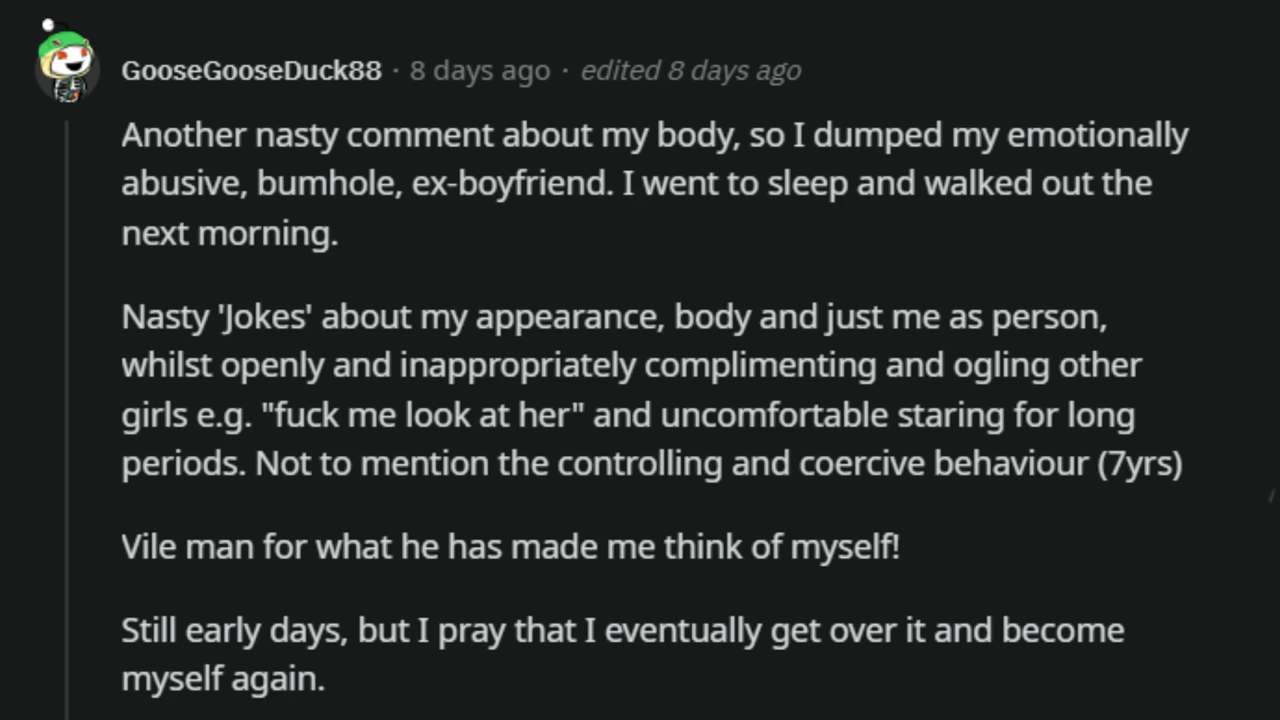 GooseGooseDuck88 · 8 days ago · edited 8 days ago
Another nasty comment about my body, so I dumped my emotionally
abusive, bumhole, ex-boyfriend. I went to sleep and walked out the
next morning.
Nasty 'Jokes' about my appearance, body and just me as person,
whilst openly and inappropriately complimenting and ogling other
girls e.g. "fuck me look at her" and uncomfortable staring for long
periods. Not to mention the controlling and coercive behaviour (7yrs)
Vile man for what he has made me think of myself!
Still early days, but I pray that I eventually get over it and become
myself again.